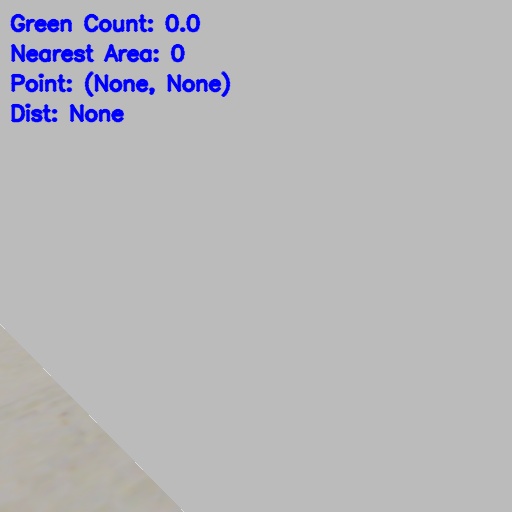 Green Count: 0.0
Nearest Area: 0
Point: (None, None)
Dist: None